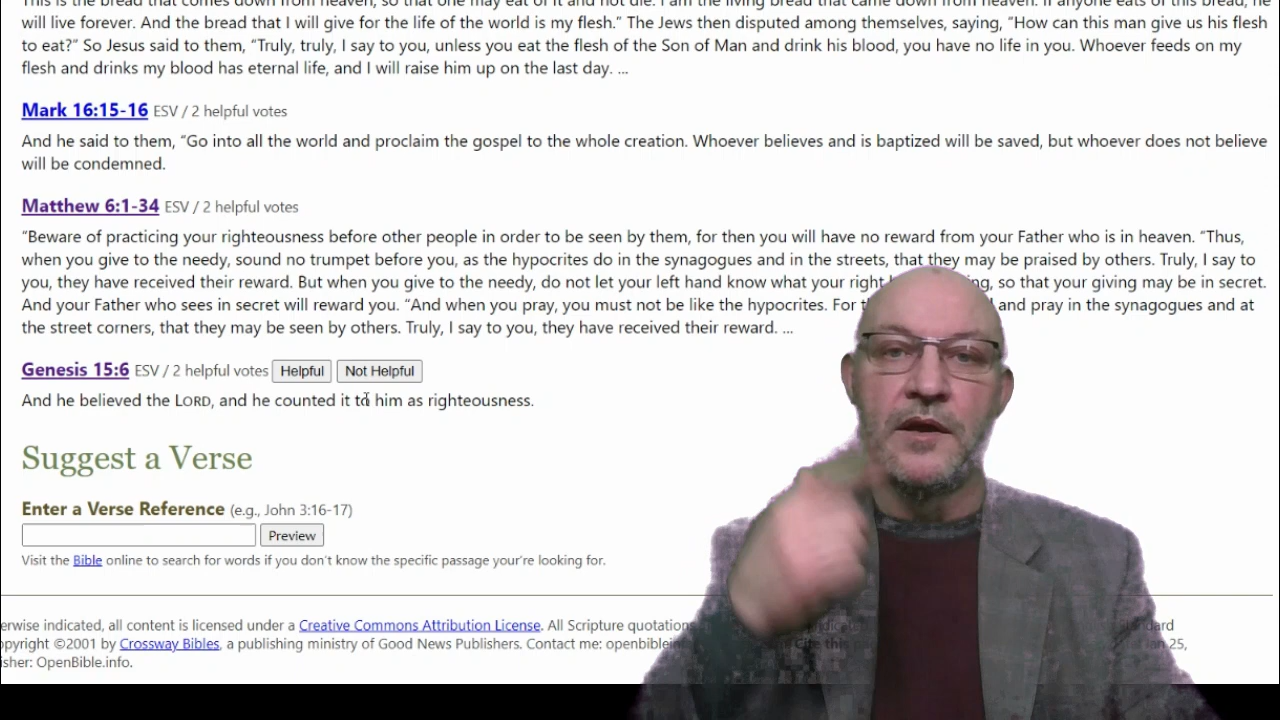 This is the bread that comes down from heaven, so that one may eat of it and not die. I am the living bread that came down from heaven. If anyone eats of this bread, he
will live forever. And the bread that I will give for the life of the world is my flesh.” The Jews then disputed among themselves, saying, “How can this man give us his flesh
to eat?” So Jesus said to them, “Truly, truly, I say to you, unless you eat the flesh of the Son of Man and drink his blood, you have no life in you. Whoever feeds on my
flesh and drinks my blood has eternal life, and I will raise him up on the last day. ...
Mark 16:15-16 ESV / 2 helpful votes
And he said to them, “Go into all the world and proclaim the gospel to the whole creation. Whoever believes and is baptized will be saved, but whoever does not believe
will be condemned.
Matthew 6:1-34 ESV / 2 helpful votes
“Beware of practicing your righteousness before other people in order to be seen by them, for then you will have no reward from your Father who is in heaven. “Thus,
when you give to the needy, sound no trumpet before you, as the hypocrites do in the synagogues and in the streets, that they may be praised by others. Truly, I say to
you, they have received their reward. But when you give to the needy, do not let your left hand know what your right so that your giving may be in secret.
And your Father who sees in secret will reward you. “And when you pray, you must not be like the hypocrites. For and pray in the synagogues and at
the street corners, that they may be seen by others. Truly, I say to you, they have received their reward. ...
Genesis 15:6 ESV / 2 helpful votes Helpful Not Helpful
And he believed the LORD, and he counted it to him as righteousness.
Suggest a Verse
Enter a Verse Reference (e.g., John 3:16-17)
Preview
Visit the Bible online to search for words if you don’t know the specific passage your’re looking for.
erwise indicated, all content is licensed under a Creative Commons Attribution License. All Scripture quotations
opyright ©2001 by Crossway Bibles, a publishing ministry of Good News Publishers. Contact me: openbible Cite this 25,
isher: OpenBible.info.